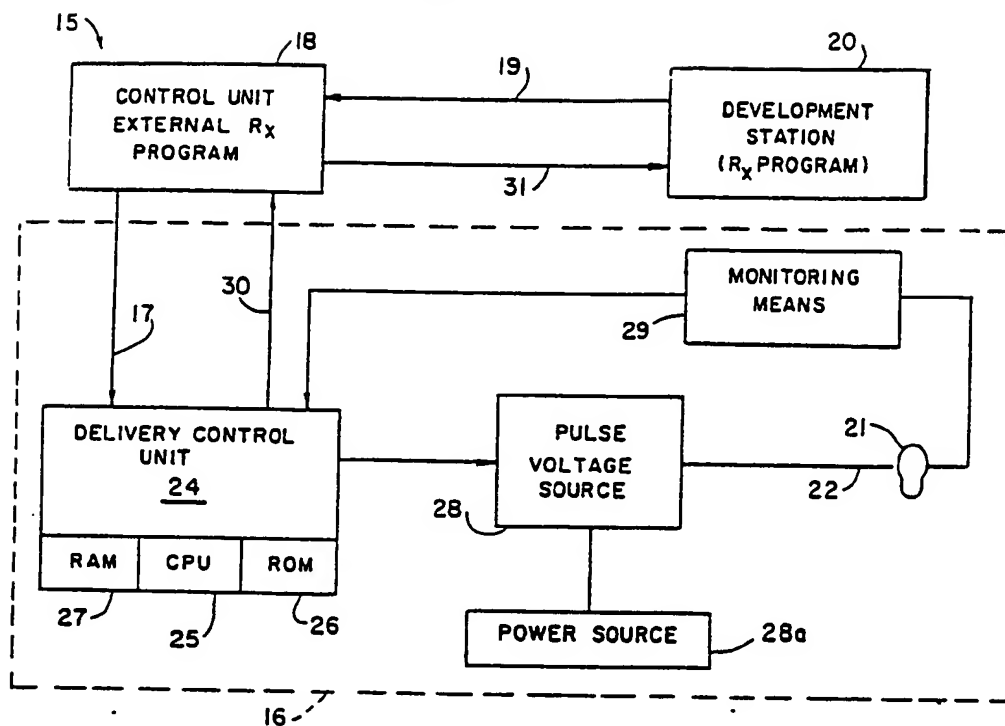 15
18
CONTROL UNIT
EXTERNAL Rx
PROGRAM
19
31
20
DEVELOPMENT
STATION
(Rx PROGRAM)
17
30
MONITORING
MEANS
29
DELIVERY CONTROL
UNIT
24
RAM
CPU
ROM
27
25
26
PULSE
VOLTAGE
SOURCE
28
21
22
POWER SOURCE
28a
16